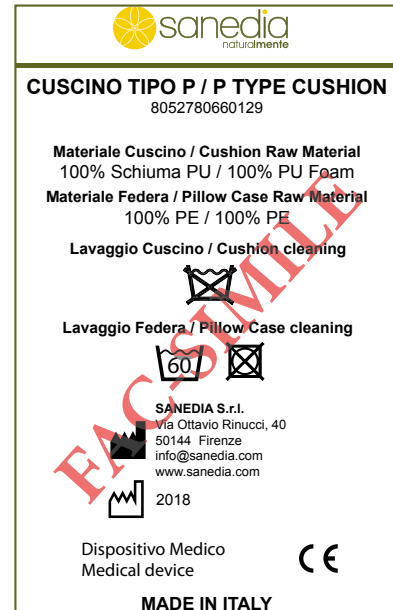 sanedia
naturalmente
CUSCINO TIPO P / P TYPE CUSHION
8052780660129
Materiale Cuscino / Cushion Raw Material
100% Schiuma PU / 100% PU Foam
Materiale Federa / Pillow Case Raw Material
100% PE / 100% PE
Lavaggio Cuscino / Cushion cleaning
Lavaggio Federa / Pillow Case cleaning
60
SANEDIA S.r.l.
Via Ottavio Rinucci, 40
50144 Firenze
info@sanedia.com
www.sanedia.com
2018
Dispositivo Medico
Medical device
CE
MADE IN ITALY
FAC-SIMILE